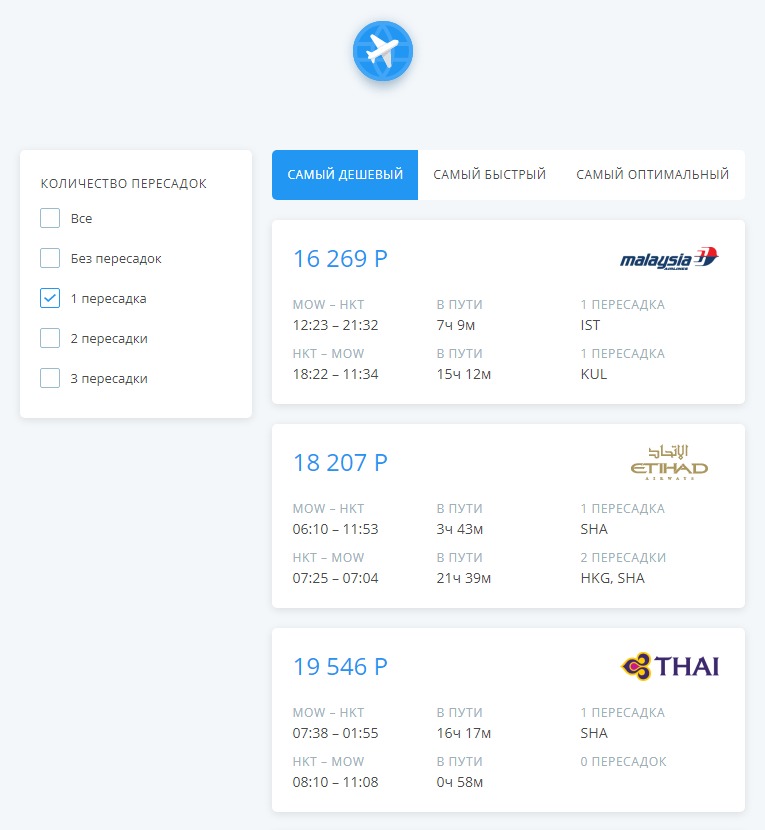 КОЛИЧЕСТВО ПЕРЕСАДОК
Все
Без пересадок
1 пересадка
2 пересадки
3 пересадки
САМЫЙ ДЕШЕВЫЙ САМЫЙ БЫСТРЫЙ САМЫЙ ОПТИМАЛЬНЫЙ
16 269 Р malaysia
AIRLINES
MOW – HKT В ПУТИ 1 ПЕРЕСАДКА
12:23 – 21:32 7ч 9м IST
HKT – MOW В ПУТИ 1 ПЕРЕСАДКА
18:22 – 11:34 15ч 12м KUL
الإتحاد
18 207 Р ETIHAD
AIRWAYS
MOW – HKT В ПУТИ 1 ПЕРЕСАДКА
06:10 – 11:53 3ч 43м SHA
HKT – MOW В ПУТИ 2 ПЕРЕСАДКИ
07:25 – 07:04 21ч 39м HKG, SHA
19 546 Р THAI
MOW – HKT В ПУТИ 1 ПЕРЕСАДКА
07:38 – 01:55 16ч 17м SHA
HKT – MOW В ПУТИ 0 ПЕРЕСАДОК
08:10 – 11:08 0ч 58м